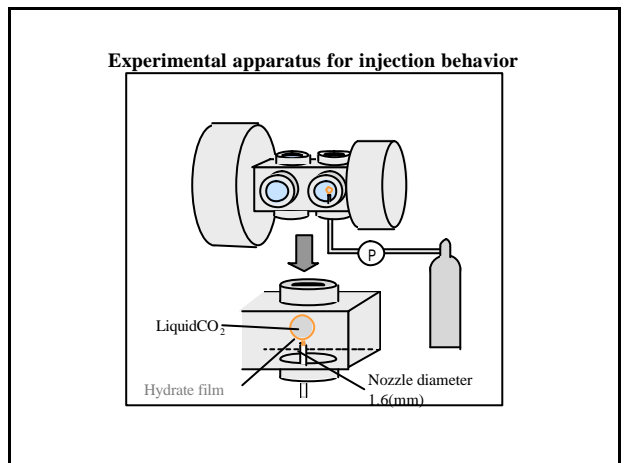 Experimental apparatus for injection behavior
P
LiquidCO₂
Hydrate film
Nozzle diameter
1.6(mm)